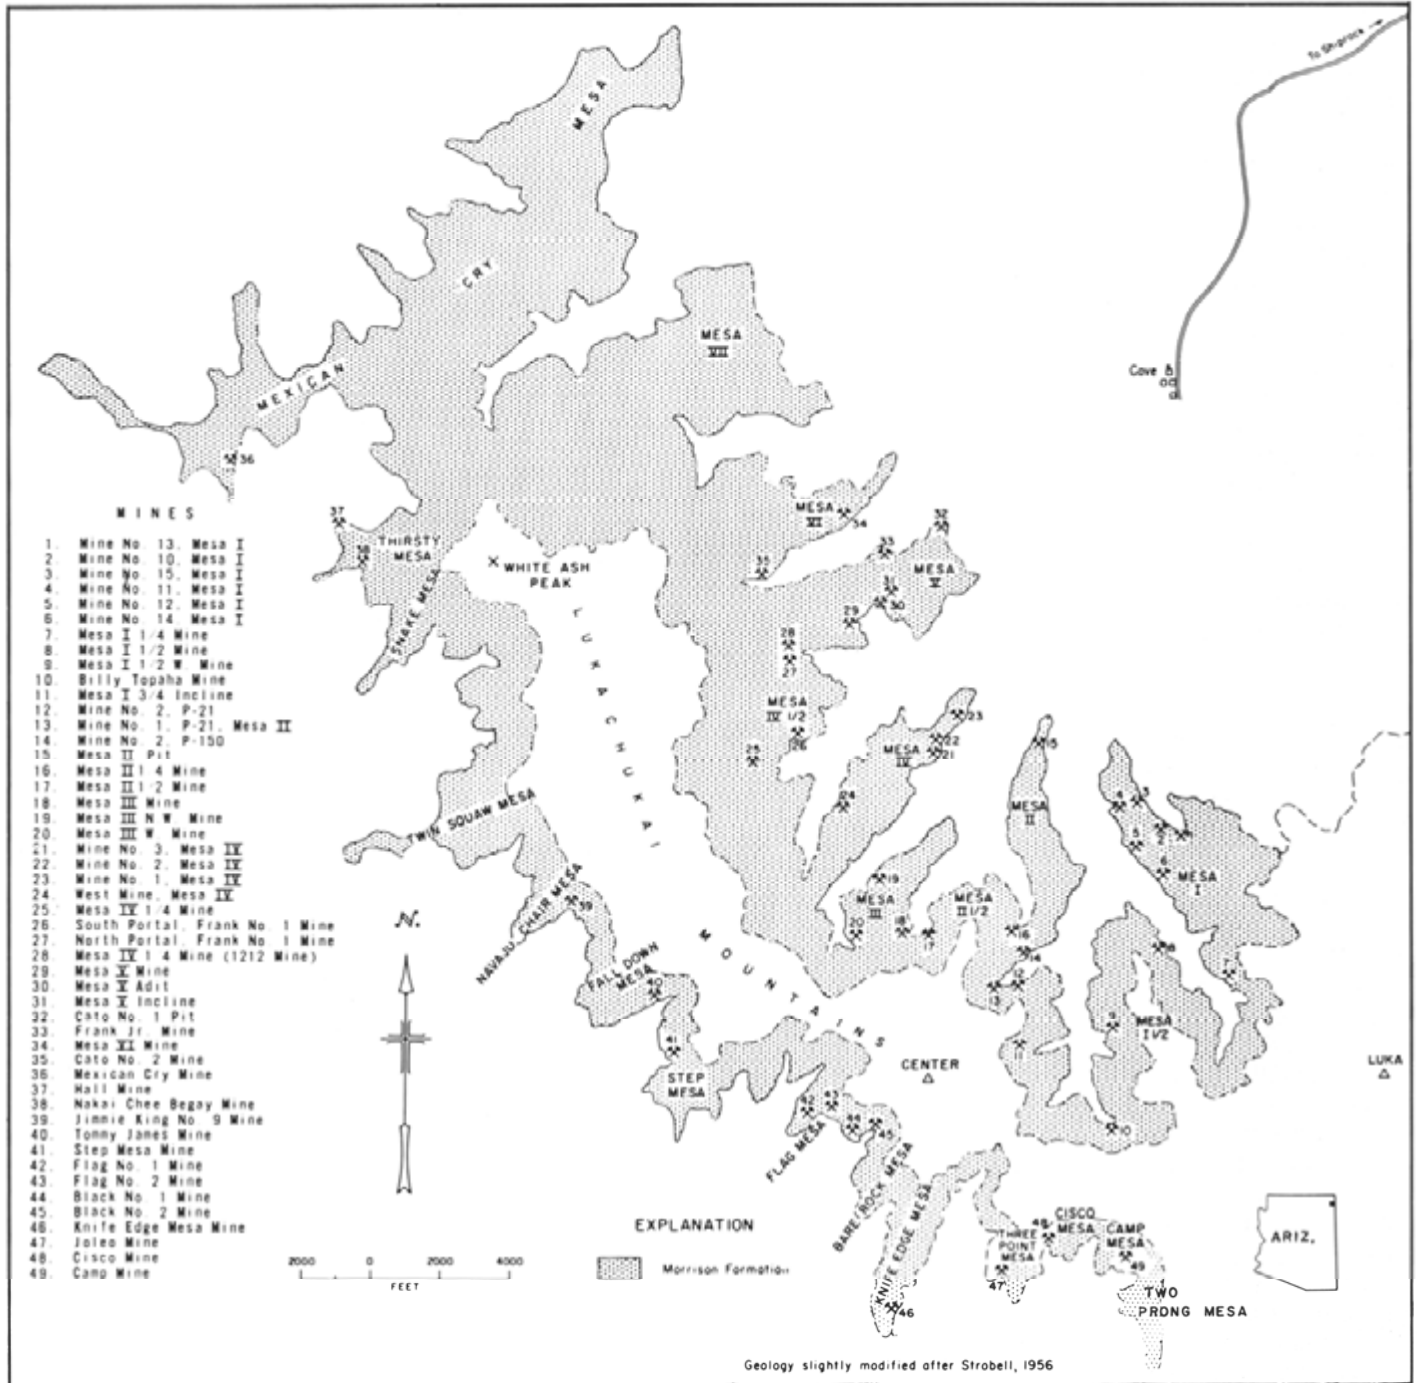 To Shiprock
MESA
CRY
MEXICAN
MESA
VII
Cove
36
MINES
1. Mine No. 13, Mesa I
2. Mine No. 10, Mesa I
3. Mine No. 15, Mesa I
4. Mine No. 11, Mesa I
5. Mine No. 12, Mesa I
6. Mine No. 14, Mesa I
7. Mesa I 1/4 Mine
8. Mesa I 1/2 Mine
9. Mesa I 1/2 W. Mine
10. Billy Topaha Mine
11. Mesa I 3/4 Incline
12. Mine No. 2, P-21
13. Mine No. 1, P-21, Mesa II
14. Mine No. 2, P-150
15. Mesa II Pit
16. Mesa II 1 4 Mine
17. Mesa II 1 2 Mine
18. Mesa III Mine
19. Mesa III N W. Mine
20. Mesa III W. Mine
21. Mine No. 3, Mesa IV
22. Mine No. 2, Mesa IV
23. Mine No. 1, Mesa IV
24. West Mine, Mesa IV
25. Mesa IV 1/4 Mine
26. South Portal, Frank No. 1 Mine
27. North Portal, Frank No. 1 Mine
28. Mesa IV 1 4 Mine (1212 Mine)
29. Mesa V Mine
30. Mesa V Adit
31. Mesa V Incline
32. Cato No. 1 Pit
33. Frank Jr. Mine
34. Mesa VI Mine
35. Cato No. 2 Mine
36. Mexican Cry Mine
37. Hall Mine
38. Nakai Chee Begay Mine
39. Jimmie King No. 9 Mine
40. Tommy James Mine
41. Step Mesa Mine
42. Flag No. 1 Mine
43. Flag No. 2 Mine
44. Black No. 1 Mine
45. Black No. 2 Mine
46. Knife Edge Mesa Mine
47. Joleo Mine
48. Cisco Mine
49. Camp Mine
37
38
THIRSTY
MESA
SNAKE MESA
WHITE ASH
PEAK
MESA
VI
34
35
32
33
MESA
V
31
30
29
28
27
MESA
IV 1/2
26
25
LUKACHUKAI
MOUNTAINS
23
22
21
MESA
IV
24
15
MESA
II
4
3
2
1
5
6
MESA
I
TWIN SQUAW MESA
NAVAJO CHAIR MESA
39
19
MESA
III
20
18
17
MESA
II 1/2
16
14
13
12
11
8
7
9
MESA
I 1/2
10
FALL DOWN
MESA
40
41
STEP
MESA
N.
CENTER
LUKA
42
43
44
45
FLAG MESA
BARE ROCK MESA
KNIFE EDGE MESA
46
THREE
POINT
MESA
47
48
CISCO
MESA
CAMP
MESA
49
TWO
PRONG MESA
ARIZ.
EXPLANATION
Morrison Formation
2000 0 2000 4000
FEET
Geology slightly modified after Strobell, 1956